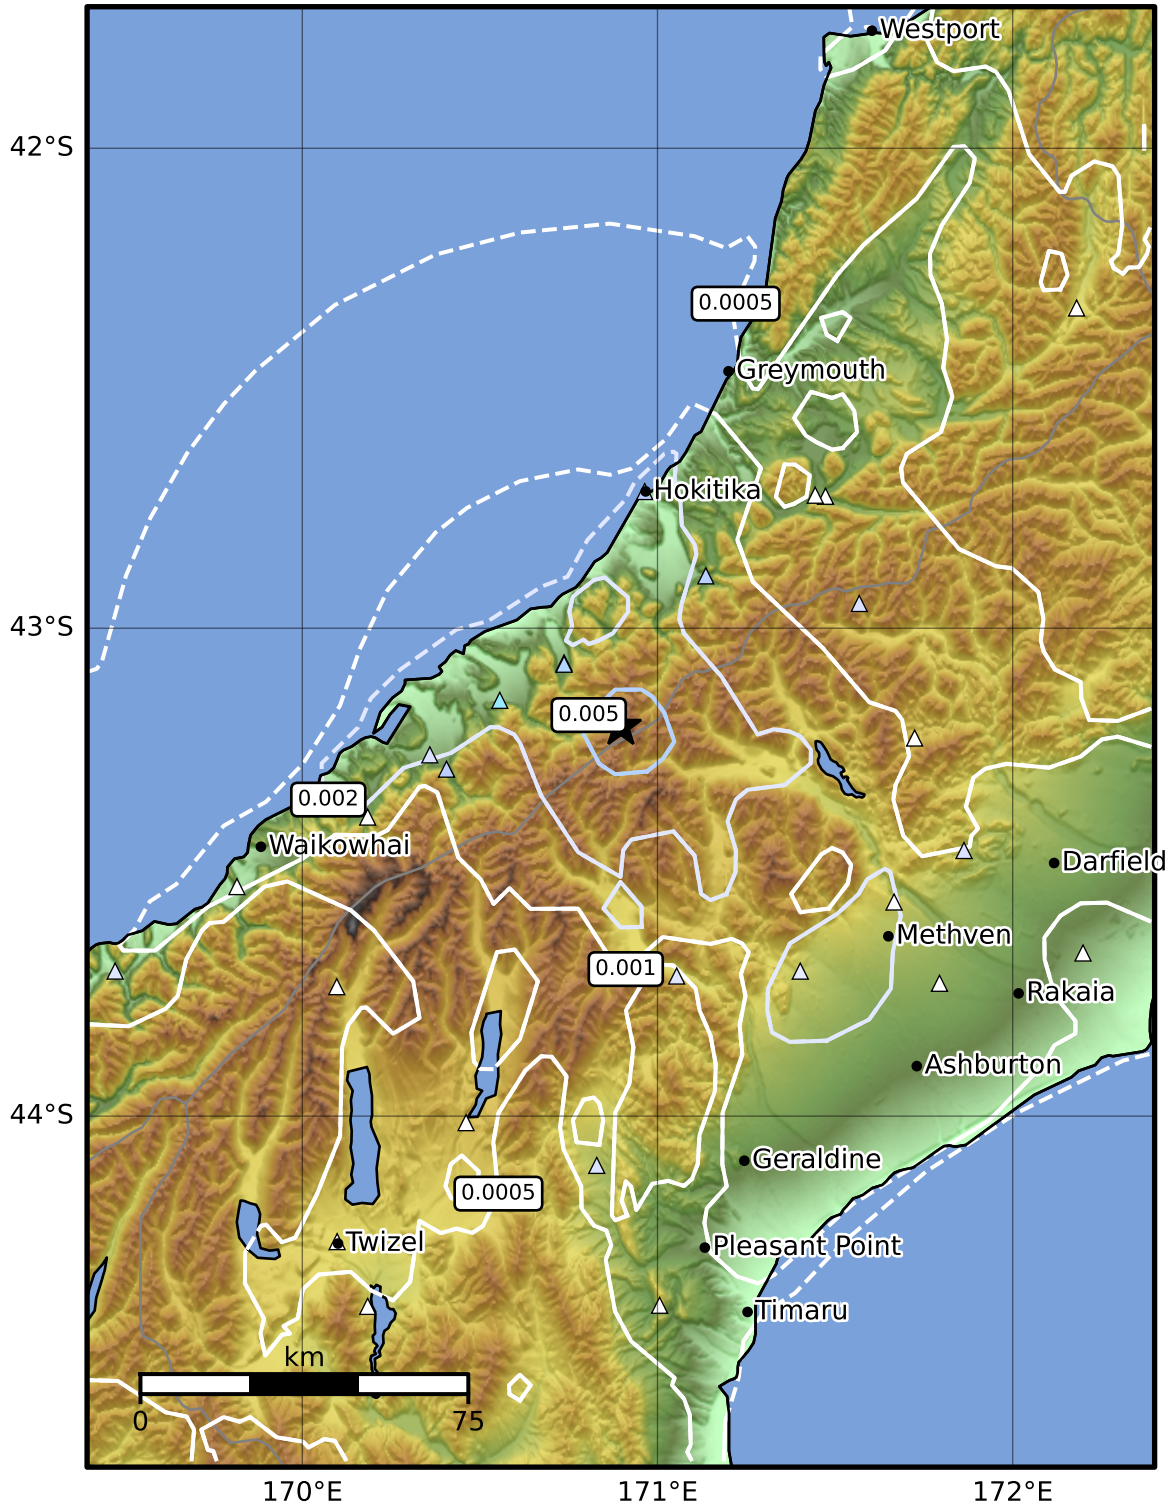 Westport
42°S
0.0005
Greymouth
Hokitika
43°S
0.005
0.002
Waikowhai
Darfield
Methven
0.001
Rakaia
Ashburton
44°S
Geraldine
0.0005
Twizel
Pleasant Point
Timaru
km
0 75
170°E 171°E 172°E